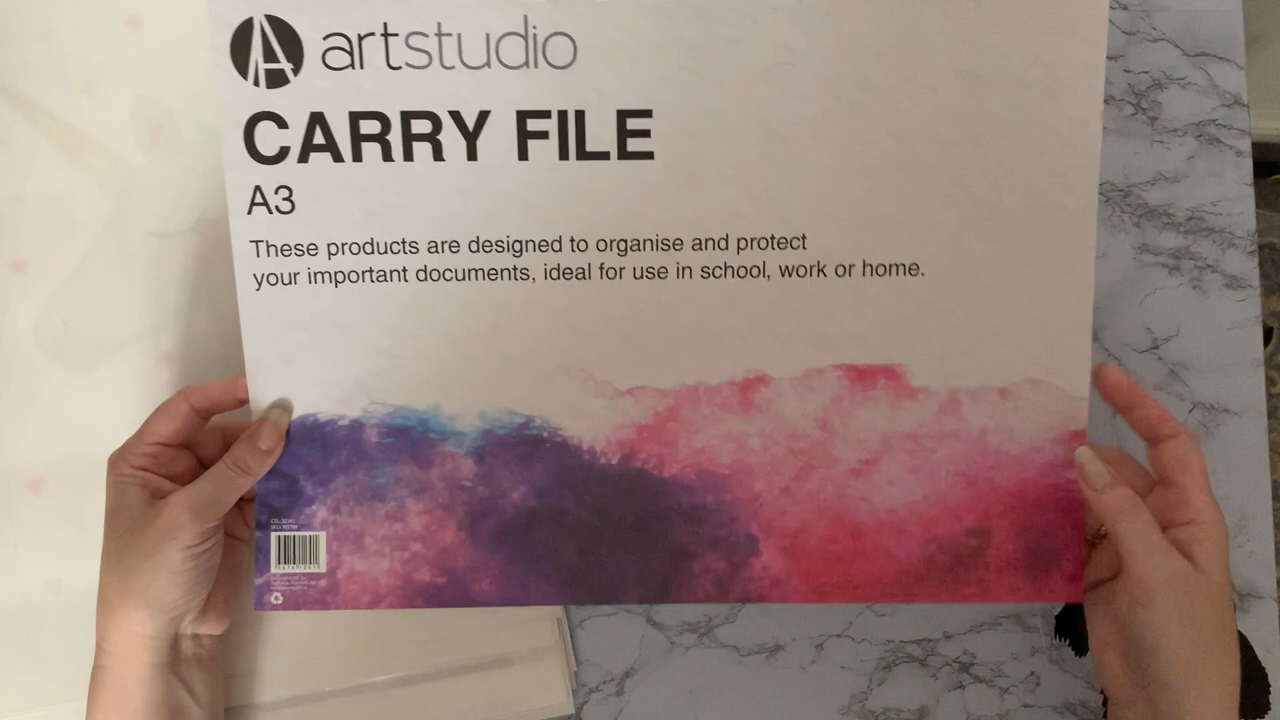 artstudio
CARRY FILE
A3
These products are designed to organise and protect
your important documents, ideal for use in school, work or home.